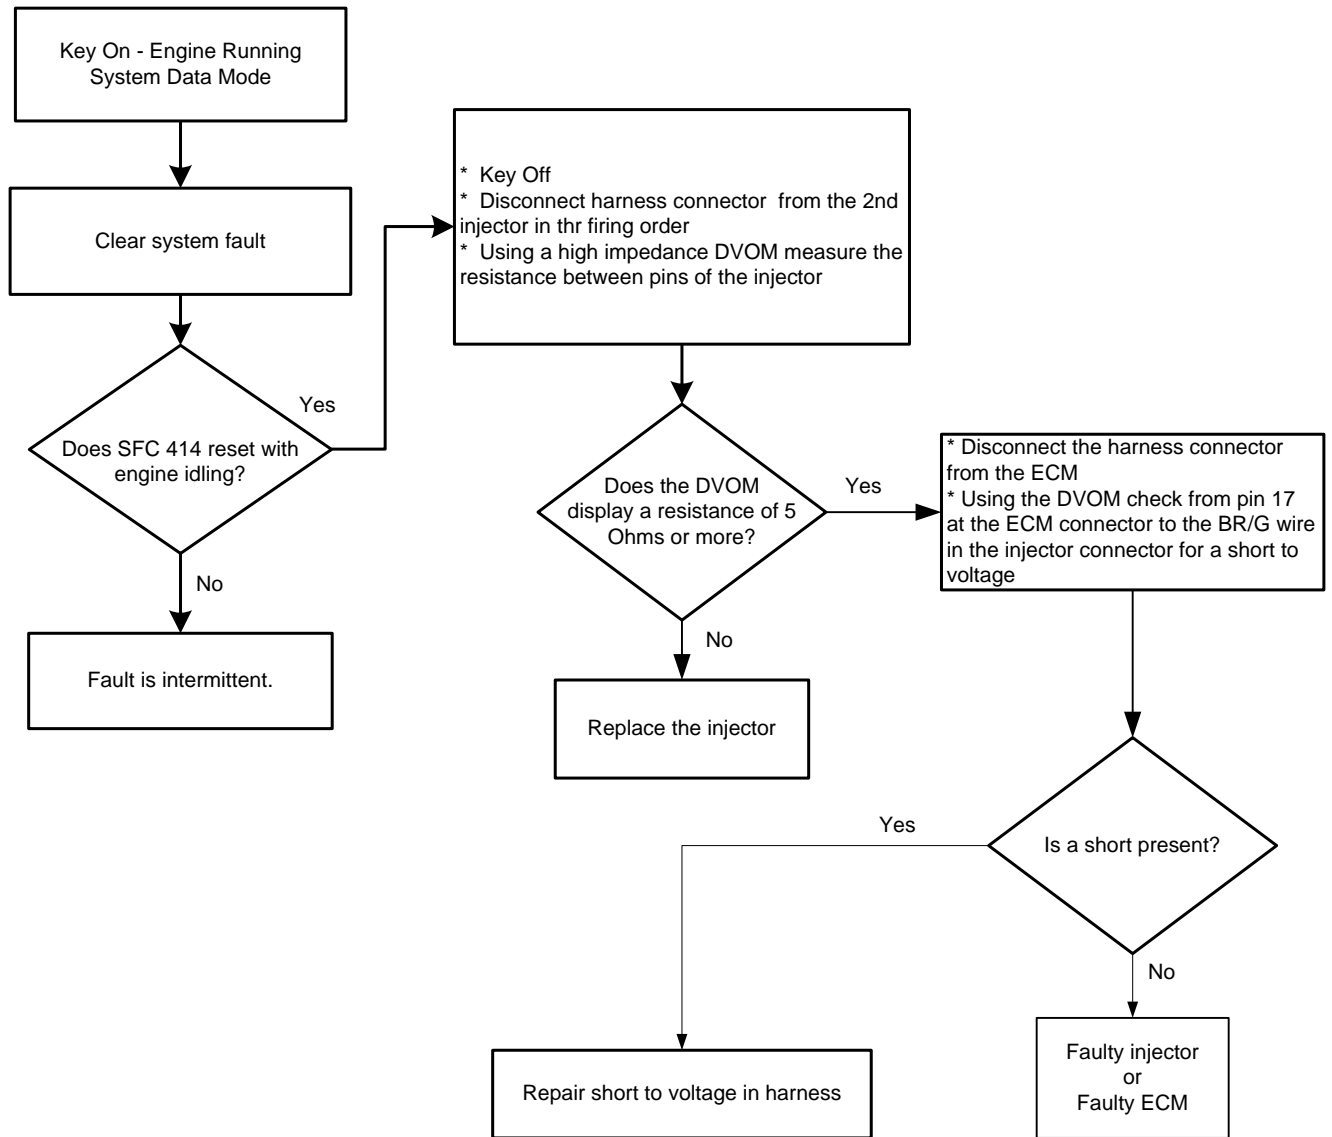 Key On - Engine Running
System Data Mode
Clear system fault
Does SFC 414 reset with
engine idling?
Yes
No
Fault is intermittent.
* Key Off
* Disconnect harness connector from the 2nd
injector in thr firing order
* Using a high impedance DVOM measure the
resistance between pins of the injector
Does the DVOM
display a resistance of 5
Ohms or more?
Yes
No
Replace the injector
* Disconnect the harness connector
from the ECM
* Using the DVOM check from pin 17
at the ECM connector to the BR/G wire
in the injector connector for a short to
voltage
Is a short present?
Yes
No
Repair short to voltage in harness
Faulty injector
or
Faulty ECM